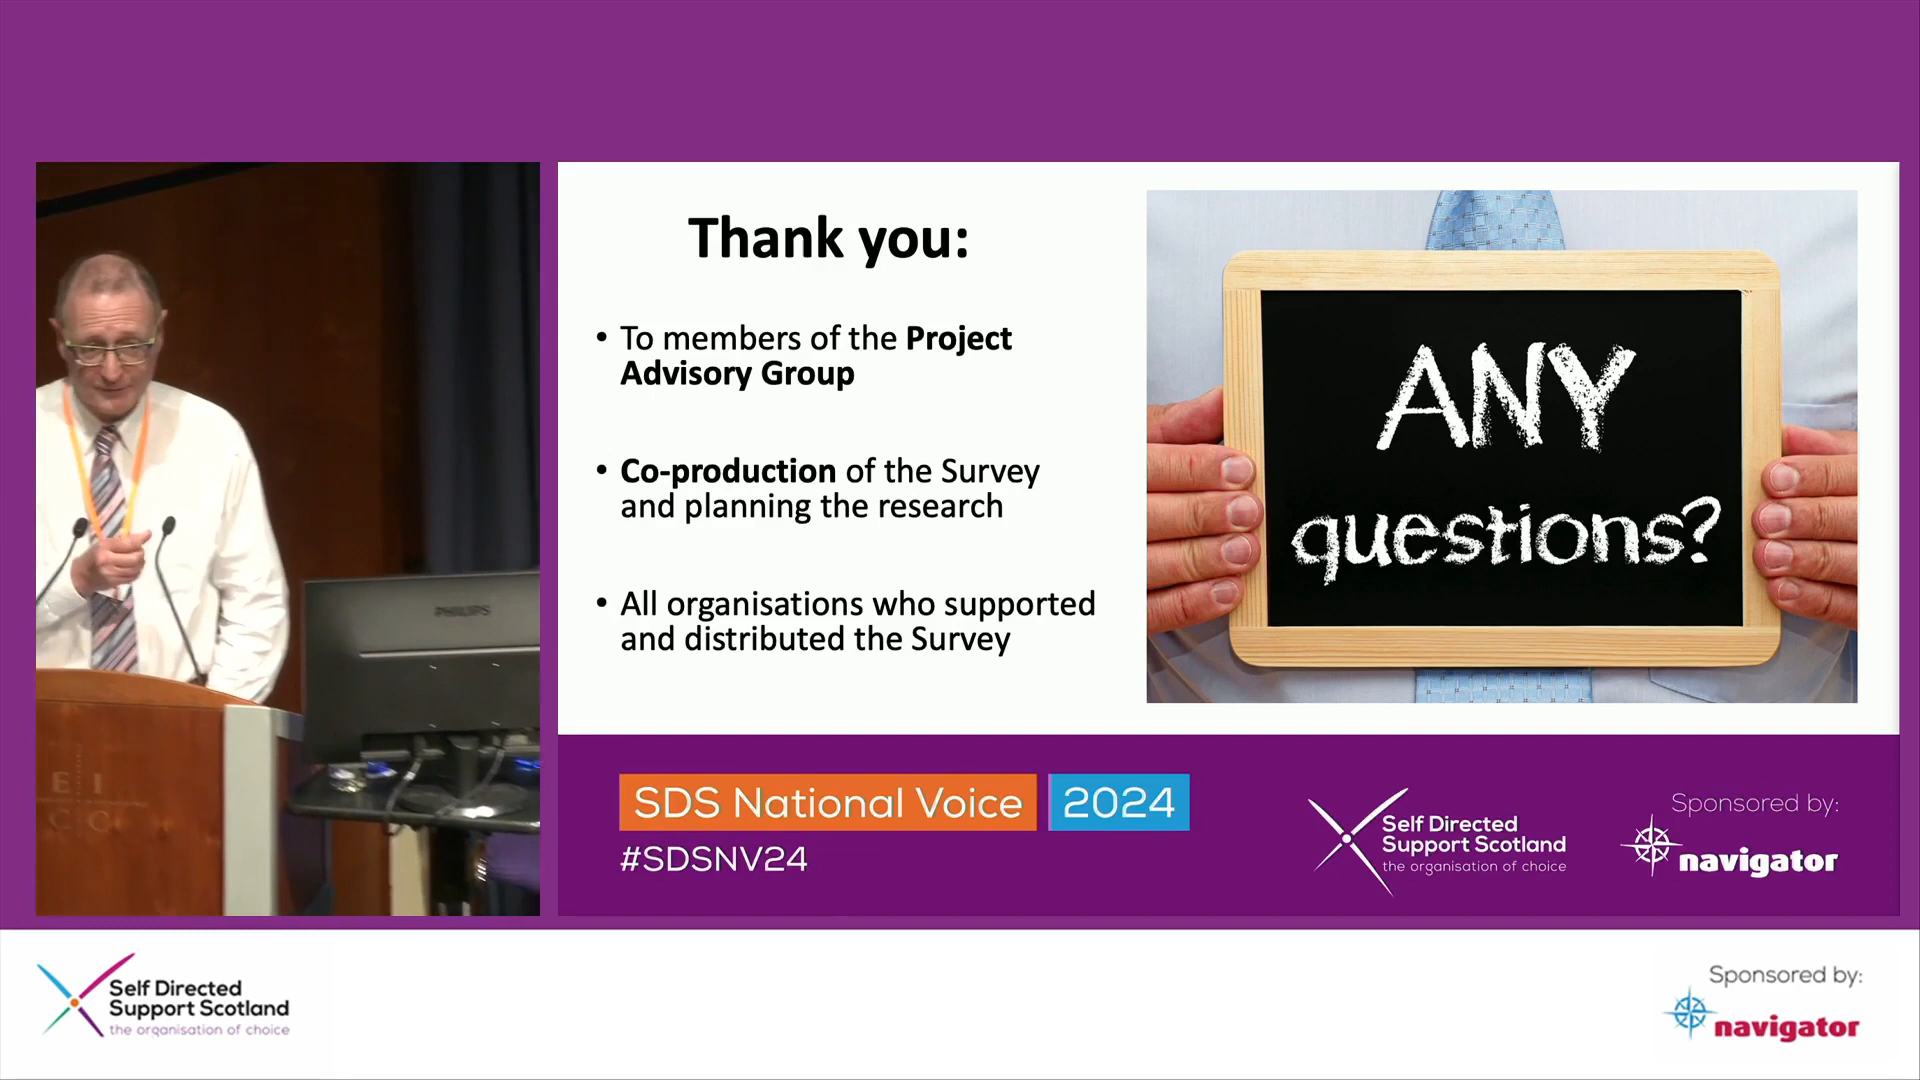 Thank you:
• To members of the Project
Advisory Group
• Co-production of the Survey
and planning the research
• All organisations who supported
and distributed the Survey
ANY
questions?
PHILIPS
E I
C C
SDS National Voice 2024
#SDSNV24
Self Directed
Support Scotland
the organisation of choice
Sponsored by:
navigator
Self Directed
Support Scotland
the organisation of choice
Sponsored by:
navigator